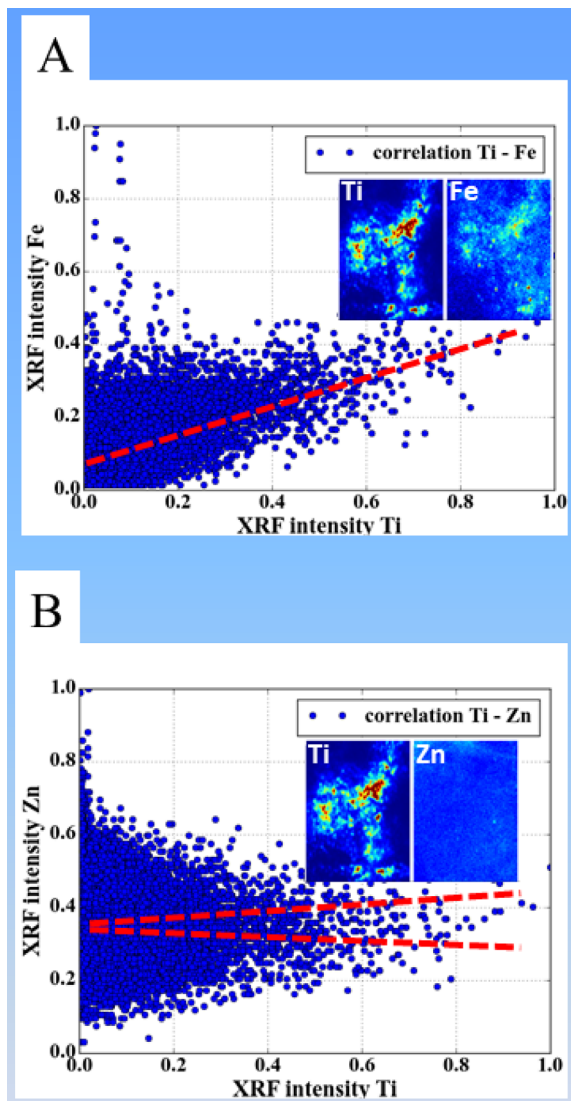 A
1.0
correlation Ti - Fe
Ti Fe
0.8
0.6
0.4
0.2
0.0
XRF intensity Fe
0.0 0.2 0.4 0.6 0.8 1.0
XRF intensity Ti
B
1.0
correlation Ti - Zn
Ti Zn
0.8
0.6
0.4
0.2
0.0
XRF intensity Zn
0.0 0.2 0.4 0.6 0.8 1.0
XRF intensity Ti